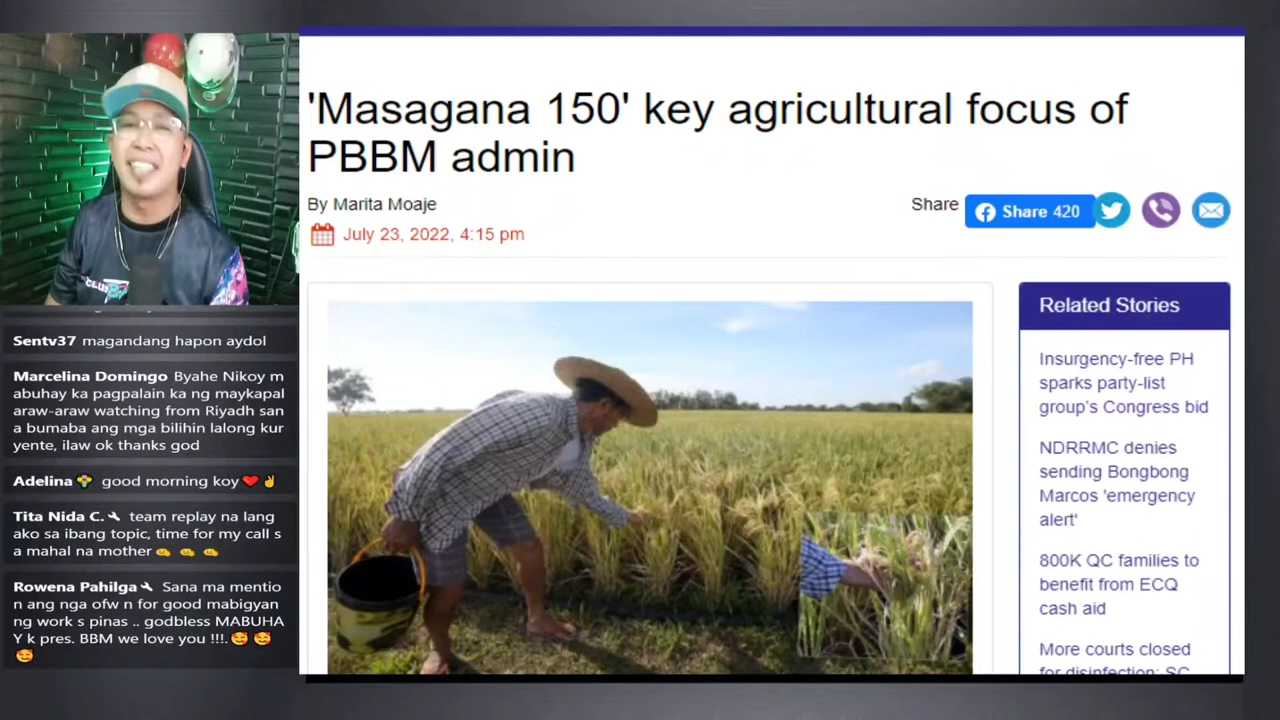 'Masagana 150' key agricultural focus of
PBBM admin
By Marita Moaje
July 23, 2022, 4:15 pm
Share
Share 420
Related Stories
Insurgency-free PH
sparks party-list
group's Congress bid
NDRRMC denies
sending Bongbong
Marcos 'emergency
alert'
800K QC families to
benefit from ECQ
cash aid
More courts closed
for disinfection: SC
CLUB
Sentv37 magandang hapon aydol
Marcelina Domingo Byahe Nikoy m
abuhay ka pagpalain ka ng maykapal
araw-araw watching from Riyadh san
a bumaba ang mga bilihin lalong kur
yente, ilaw ok thanks god
Adelina good morning koy❤️✌️
Tita Nida C. team replay na lang
ako sa ibang topic, time for my call s
a mahal na mother
Rowena Pahilga Sana ma mentio
n ang nga ofw n for good mabigyan
ng work s pinas .. godbless MABUHA
Y k pres. BBM we love you !!!.🥰 🥰
🥰